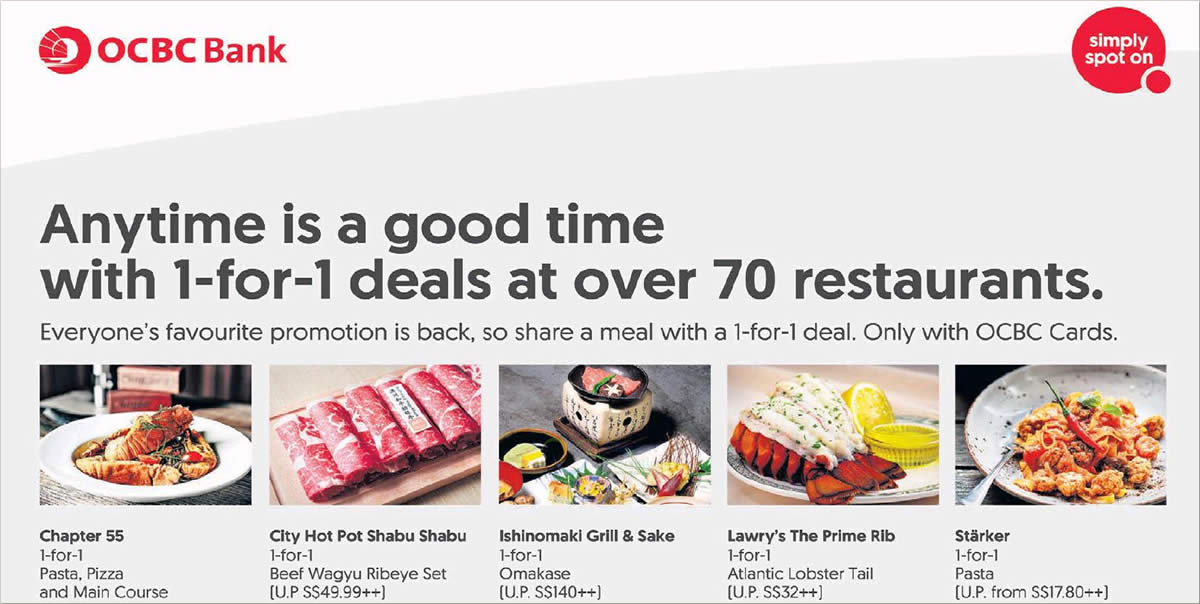 OCBC Bank
simply
spot on
Anytime is a good time
with 1-for-1 deals at over 70 restaurants.
Everyone's favourite promotion is back, so share a meal with a 1-for-1 deal. Only with OCBC Cards.
Chapter 55
1-for-1
Pasta, Pizza
and Main Course
City Hot Pot Shabu Shabu
1-for-1
Beef Wagyu Ribeye Set
(U.P S$49.99++)
Ishinomaki Grill & Sake
1-for-1
Omakase
(U.P. S$140++)
Lawry's The Prime Rib
1-for-1
Atlantic Lobster Tail
(U.P. S$32++)
Stärker
1-for-1
Pasta
(U.P. from S$17.80++)